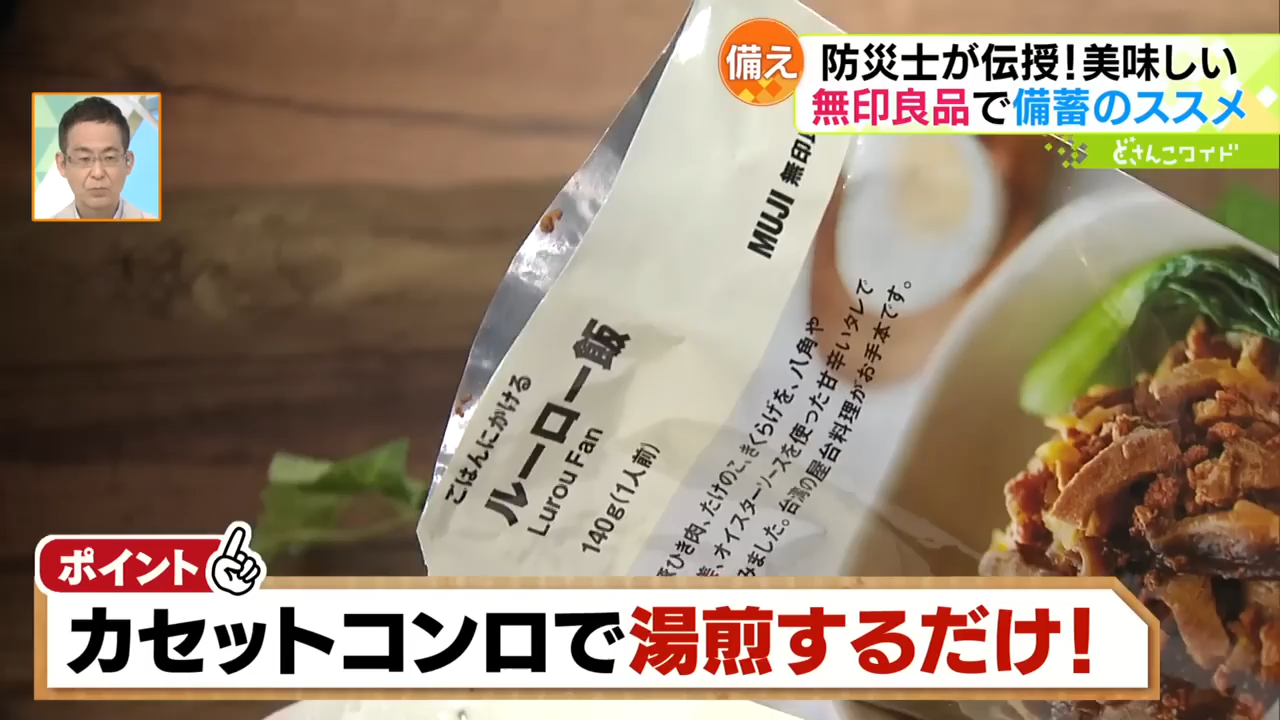 備え
防災士が伝授!美味しい
無印良品で備蓄のススメ
どさんこワイド
MUJI 無印
ごはんにかける
ルーロー飯
Lurou Fan
140g(1人前)
ひき肉、たけのこ、きくらげを、八角や
オイスターソースを使った甘辛いタレで
みました。台湾の屋台料理がお手本です。
ポイント
カセットコンロで湯煎するだけ!